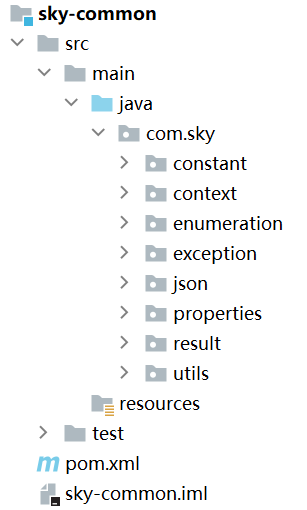 sky-common
src
main
java
com.sky
constant
context
enumeration
exception
json
properties
result
utils
resources
test
pom.xml
sky-common.iml